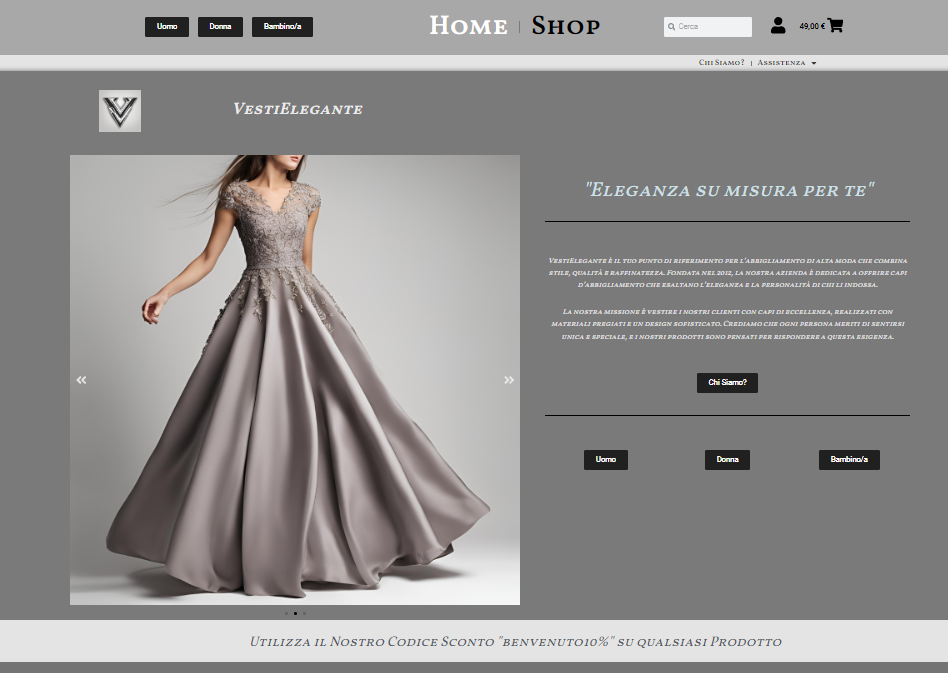 Uomo Donna Bambino/a Home | Shop Cerca 49,00 €
Chi Siamo? | Assistenza
VestiElegante
"Eleganza su misura per te"
VestiElegante è il tuo punto di riferimento per l'abbigliamento di alta moda che combina
stile, qualità e raffinatezza. Fondata nel 2012, la nostra azienda è dedicata a offrire capi
d'abbigliamento che esaltano l'eleganza e la personalità di chi li indossa.
La nostra missione è vestire i nostri clienti con capi di eccellenza, realizzati con
materiali pregiati e un design sofisticato. Crediamo che ogni persona meriti di sentirsi
unica e speciale, e i nostri prodotti sono pensati per rispondere a questa esigenza.
Chi Siamo?
Uomo Donna Bambino/a
Utilizza il Nostro Codice Sconto "benvenuto10%" su qualsiasi Prodotto